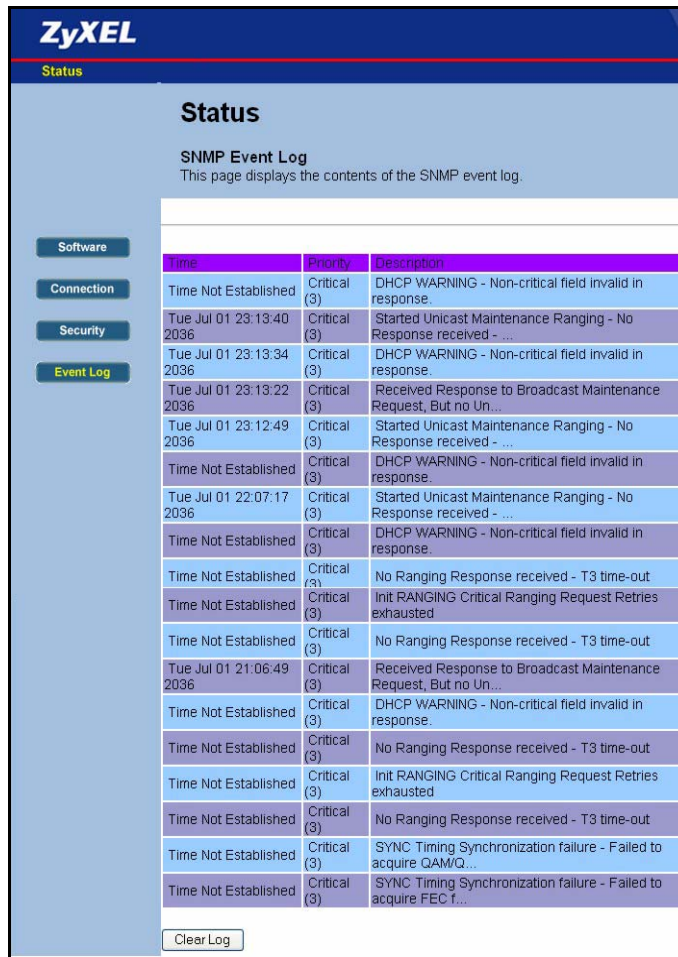 ZyXEL
Status
Status
SNMP Event Log
This page displays the contents of the SNMP event log.
Software
Connection
Security
Event Log
Time Priority Description
Time Not Established Critical (3) DHCP WARNING - Non-critical field invalid in response.
Tue Jul 01 23:13:40 2036 Critical (3) Started Unicast Maintenance Ranging - No Response received - ...
Tue Jul 01 23:13:34 2036 Critical (3) DHCP WARNING - Non-critical field invalid in response.
Tue Jul 01 23:13:22 2036 Critical (3) Received Response to Broadcast Maintenance Request, But no Un...
Tue Jul 01 23:12:49 2036 Critical (3) Started Unicast Maintenance Ranging - No Response received - ...
Time Not Established Critical (3) DHCP WARNING - Non-critical field invalid in response.
Tue Jul 01 22:07:17 2036 Critical (3) Started Unicast Maintenance Ranging - No Response received - ...
Time Not Established Critical (3) DHCP WARNING - Non-critical field invalid in response.
Time Not Established Critical (3) No Ranging Response received - T3 time-out
Time Not Established Critical (3) Init RANGING Critical Ranging Request Retries exhausted
Time Not Established Critical (3) No Ranging Response received - T3 time-out
Tue Jul 01 21:06:49 2036 Critical (3) Received Response to Broadcast Maintenance Request, But no Un...
Time Not Established Critical (3) DHCP WARNING - Non-critical field invalid in response.
Time Not Established Critical (3) No Ranging Response received - T3 time-out
Time Not Established Critical (3) Init RANGING Critical Ranging Request Retries exhausted
Time Not Established Critical (3) No Ranging Response received - T3 time-out
Time Not Established Critical (3) SYNC Timing Synchronization failure - Failed to acquire QAM/Q...
Time Not Established Critical (3) SYNC Timing Synchronization failure - Failed to acquire FEC f...
Clear Log